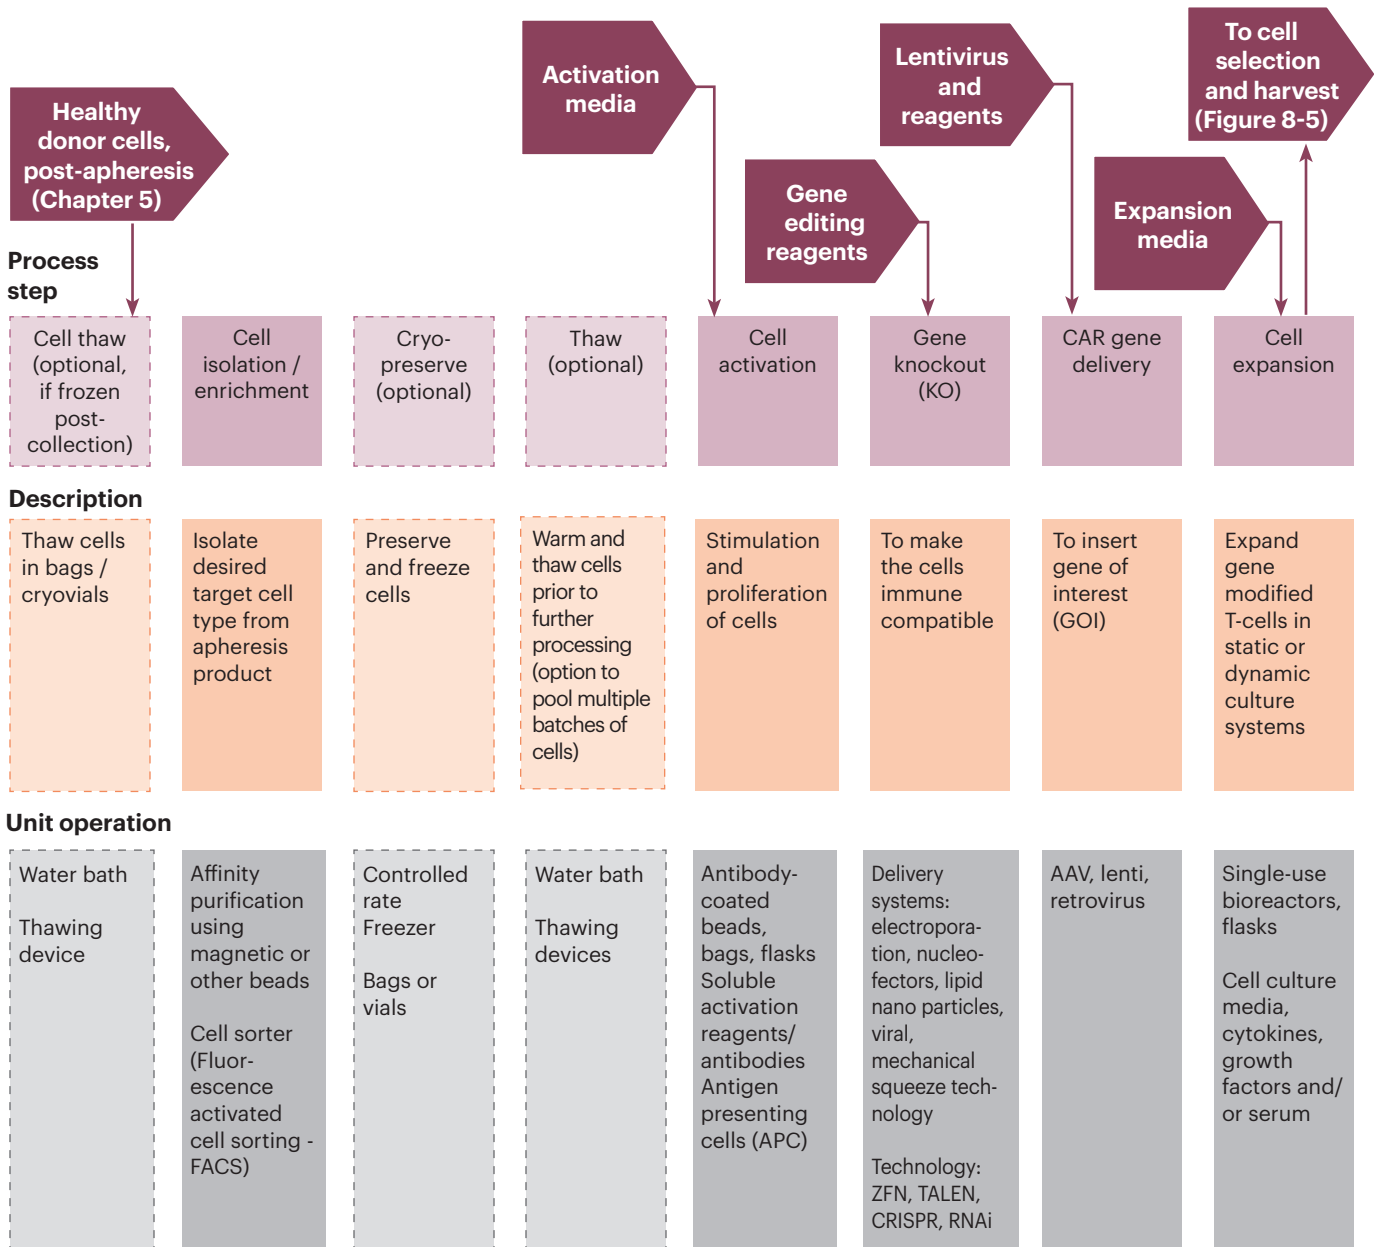 Healthy
donor cells,
post-apheresis
(Chapter 5)
Activation
media
Gene
editing
reagents
Lentivirus
and
reagents
Expansion
media
To cell
selection
and harvest
(Figure 8-5)
Process
step
Cell thaw
(optional,
if frozen
post-
collection)
Cell
isolation /
enrichment
Cryo-
preserve
(optional)
Thaw
(optional)
Cell
activation
Gene
knockout
(KO)
CAR gene
delivery
Cell
expansion
Description
Thaw cells
in bags /
cryovials
Isolate
desired
target cell
type from
apheresis
product
Preserve
and freeze
cells
Warm and
thaw cells
prior to
further
processing
(option to
pool multiple
batches of
cells)
Stimulation
and
proliferation
of cells
To make
the cells
immune
compatible
To insert
gene of
interest
(GOI)
Expand
gene
modified
T-cells in
static or
dynamic
culture
systems
Unit operation
Water bath
Thawing
device
Affinity
purification
using
magnetic or
other beads
Cell sorter
(Fluor-
escence
activated
cell sorting -
FACS)
Controlled
rate
Freezer
Bags or
vials
Water bath
Thawing
devices
Antibody-
coated
beads,
bags, flasks
Soluble
activation
reagents/
antibodies
Antigen
presenting
cells (APC)
Delivery
systems:
electropora-
tion, nucleo-
fectors, lipid
nano particles,
viral,
mechanical
squeeze tech-
nology
Technology:
ZFN, TALEN,
CRISPR, RNAi
AAV, lenti,
retrovirus
Single-use
bioreactors,
flasks
Cell culture
media,
cytokines,
growth
factors and/
or serum